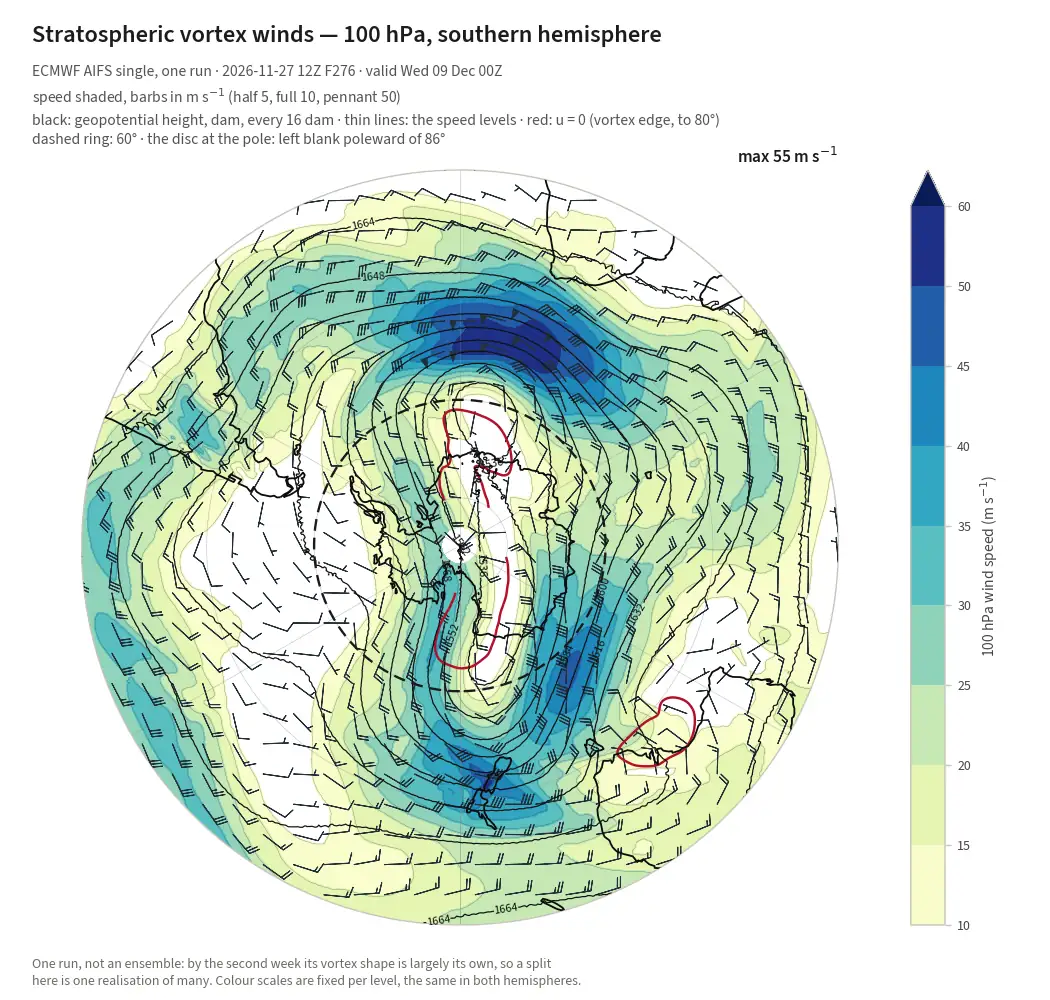 Stratospheric vortex winds — 100 hPa, southern hemisphere
ECMWF AIFS single, one run · 2026-11-27 12Z F276 · valid Wed 09 Dec 00Z
speed shaded, barbs in m s⁻¹ (half 5, full 10, pennant 50)
black: geopotential height, dam, every 16 dam · thin lines: the speed levels · red: u = 0 (vortex edge, to 80°)
dashed ring: 60° · the disc at the pole: left blank poleward of 86°
max 55 m s⁻¹
60
50
45
40
35
30
25
20
15
10
100 hPa wind speed (m s⁻¹)
1664
1648
1632
1616
1552
1664
1664
One run, not an ensemble: by the second week its vortex shape is largely its own, so a split
here is one realisation of many. Colour scales are fixed per level, the same in both hemispheres.